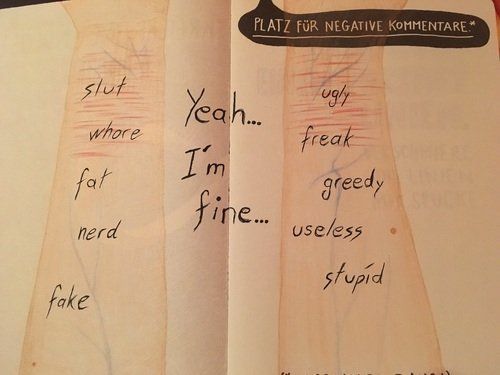 PLATZ FÜR NEGATIVE KOMMENTARE.*
slut
whore
fat
nerd
fake
Yeah...
I'm
fine...
ugly
freak
greedy
useless
stupid